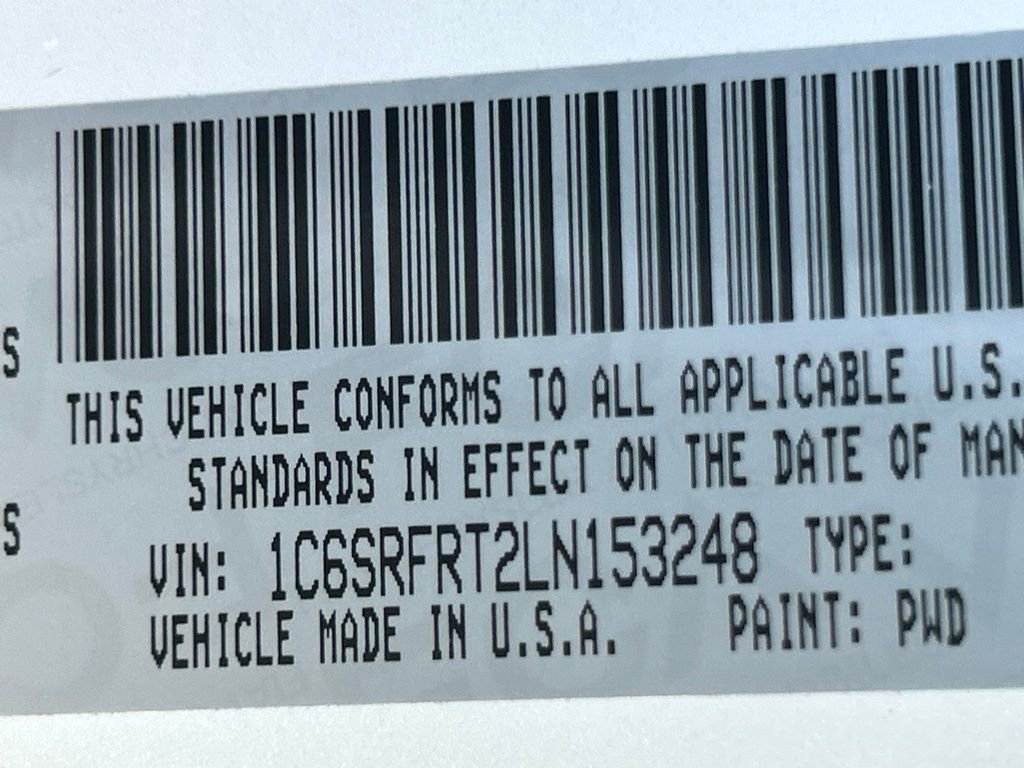 S
THIS VEHICLE CONFORMS TO ALL APPLICABLE U.S.
STANDARDS IN EFFECT ON THE DATE OF MAN
S
VIN: 1C6SRFRT2LN153248 TYPE:
VEHICLE MADE IN U.S.A. PAINT: PWD